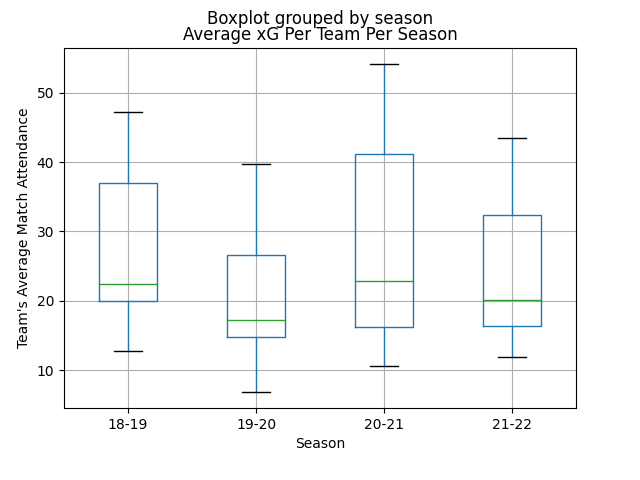 Boxplot grouped by season
Average xG Per Team Per Season
Team's Average Match Attendance
50
40
30
20
10
18-19
19-20
20-21
21-22
Season